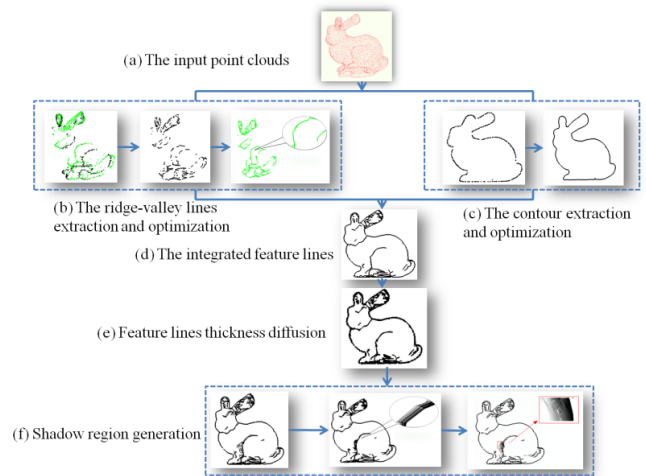 (a) The input point clouds
(b) The ridge-valley lines
extraction and optimization
(c) The contour extraction
and optimization
(d) The integrated feature lines
(e) Feature lines thickness diffusion
(f) Shadow region generation